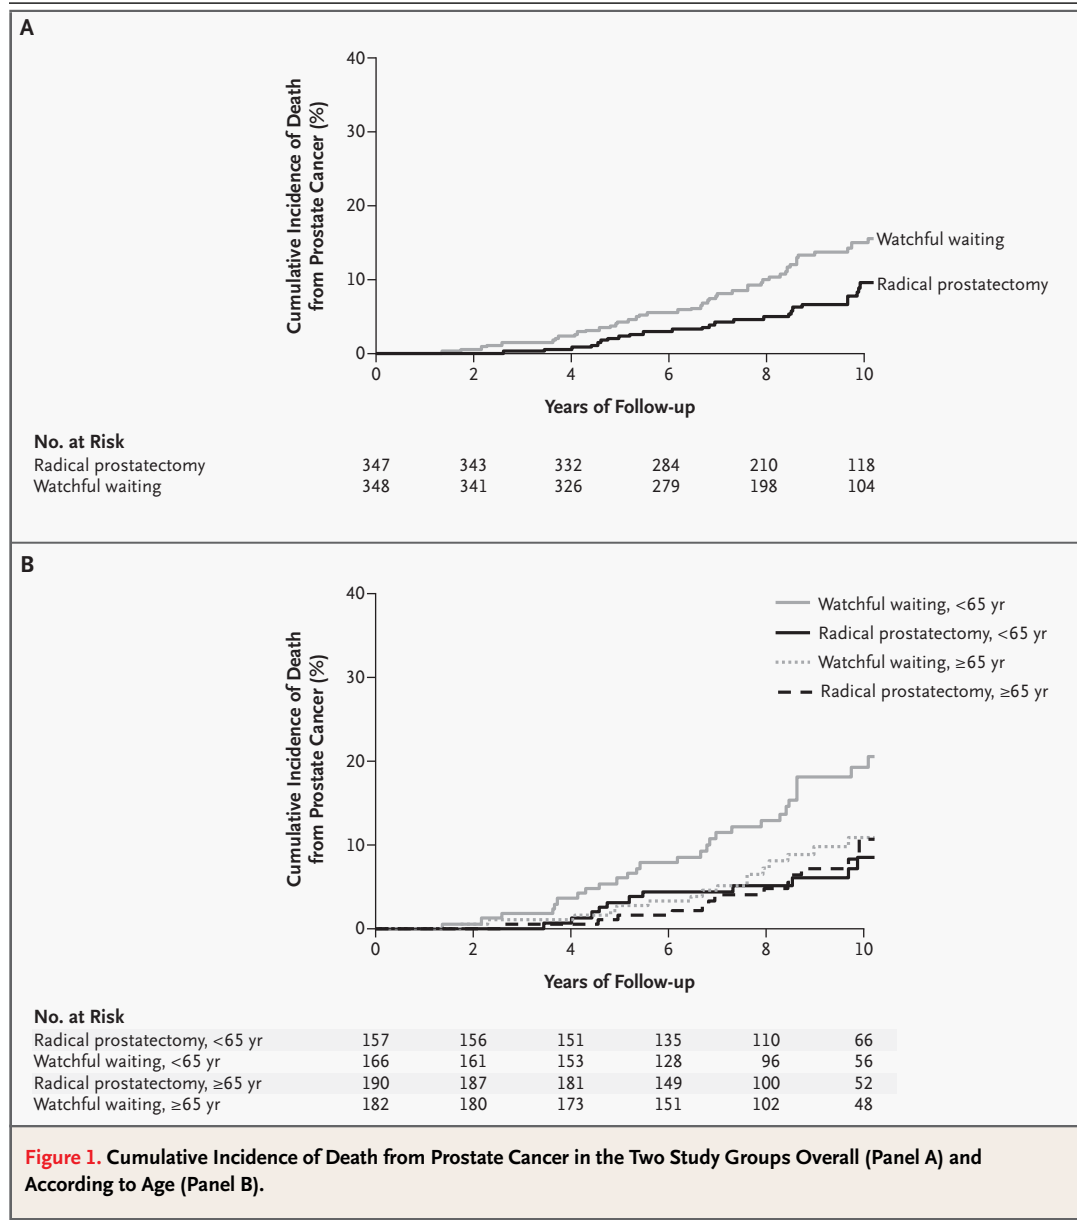 A
Cumulative Incidence of Death
from Prostate Cancer (%)
40
30
20
10
0
Watchful waiting
Radical prostatectomy
0 2 4 6 8 10
Years of Follow-up
No. at Risk
Radical prostatectomy 347 343 332 284 210 118
Watchful waiting 348 341 326 279 198 104
B
Cumulative Incidence of Death
from Prostate Cancer (%)
40
30
20
10
0
Watchful waiting, <65 yr
Radical prostatectomy, <65 yr
Watchful waiting, ≥65 yr
Radical prostatectomy, ≥65 yr
0 2 4 6 8 10
Years of Follow-up
No. at Risk
Radical prostatectomy, <65 yr 157 156 151 135 110 66
Watchful waiting, <65 yr 166 161 153 128 96 56
Radical prostatectomy, ≥65 yr 190 187 181 149 100 52
Watchful waiting, ≥65 yr 182 180 173 151 102 48
Figure 1. Cumulative Incidence of Death from Prostate Cancer in the Two Study Groups Overall (Panel A) and
According to Age (Panel B).